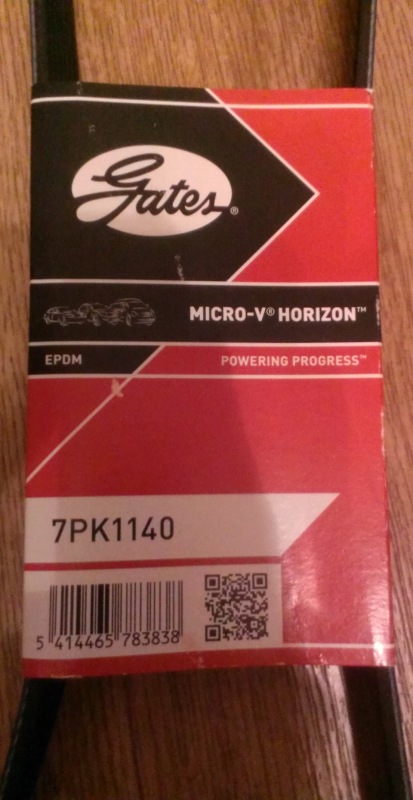 Gates®
MICRO-V® HORIZON™
EPDM
POWERING PROGRESS™
7PK1140
5 414465 783838